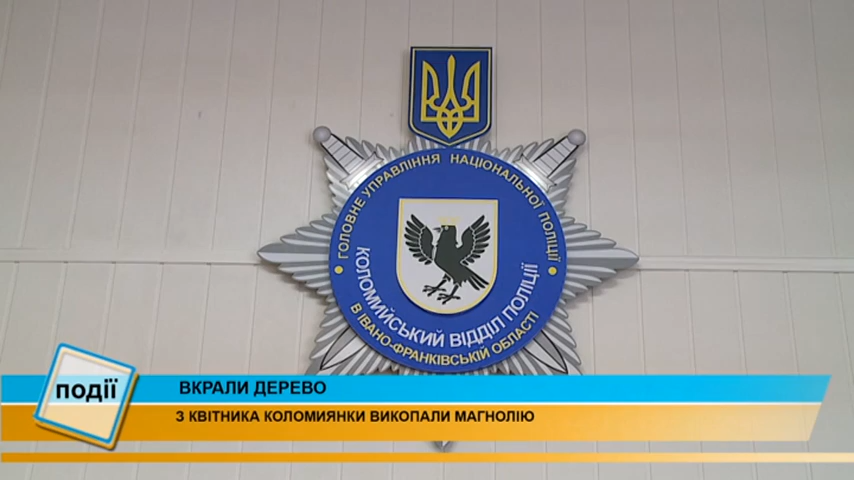 ГОЛОВНЕ УПРАВЛІННЯ НАЦІОНАЛЬНОЇ ПОЛІЦІЇ
КОЛОМИЙСЬКИЙ ВІДДІЛ ПОЛІЦІЇ
В ІВАНО-ФРАНКІВСЬКІЙ ОБЛАСТІ
ПОДІЇ
ВКРАЛИ ДЕРЕВО
З КВІТНИКА КОЛОМИЯНКИ ВИКОПАЛИ МАГНОЛІЮ